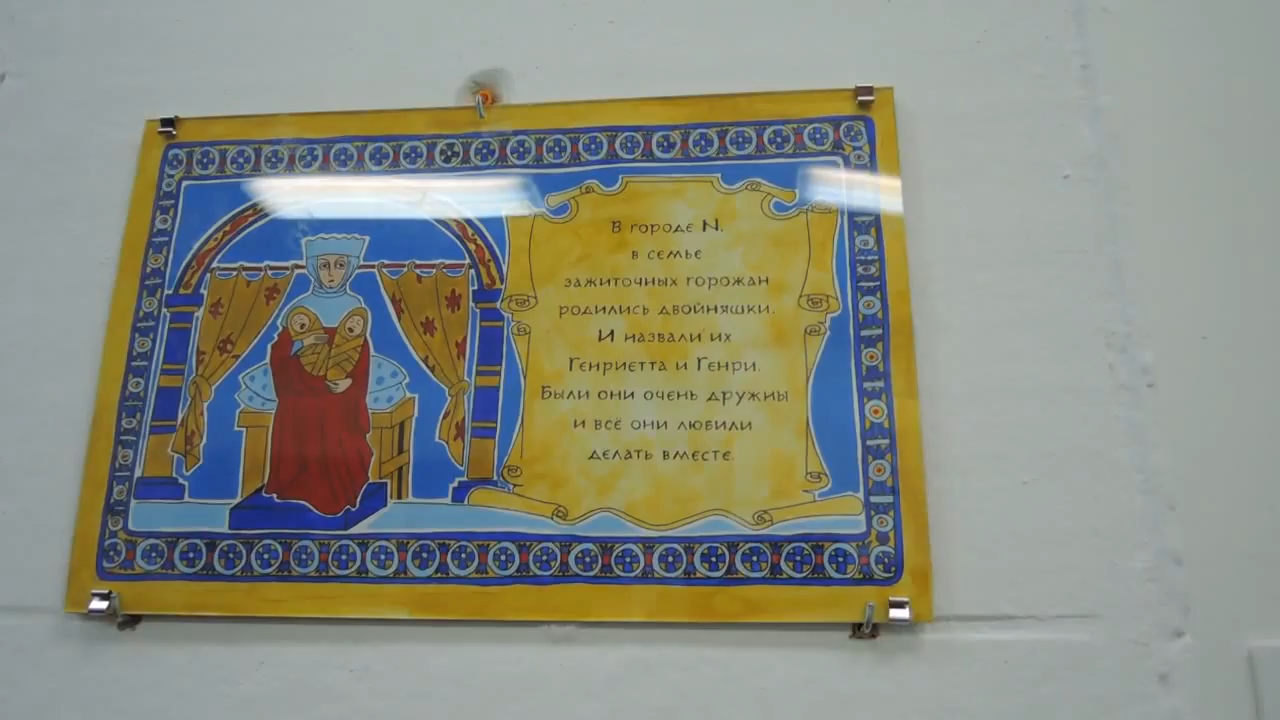 В городе N.
в семье
зажиточных горожан
родились двойняшки.
И назвали их
Генриетта и Генри.
Были они очень дружны
и всё они любили
делать вместе.